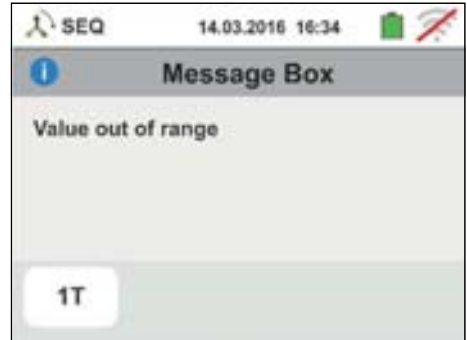 SEQ 14.03.2016 16:34
Message Box
Value out of range
1T